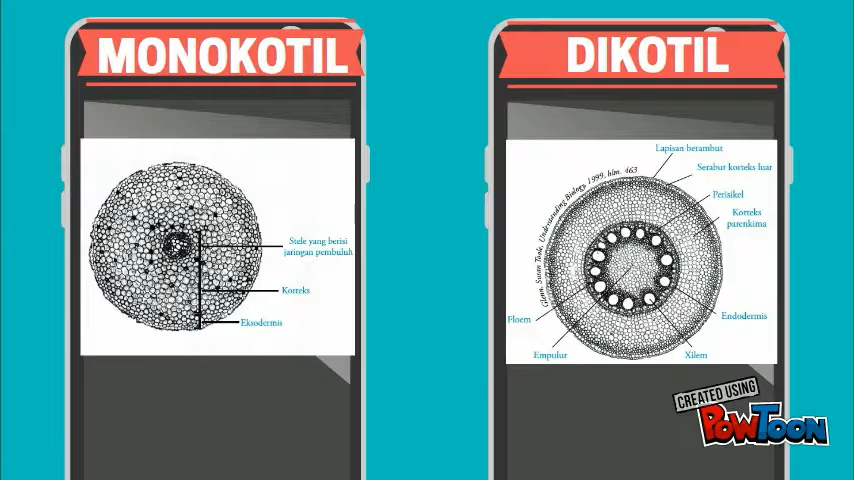 MONOKOTIL
Stele yang berisi
jaringan pembuluh
Korteks
Eksodermis
DIKOTIL
Lapisan berambut
Serabut korteks luar
Perisikel
Korteks
parenkima
Endodermis
Xilem
Empulur
Floem
Glenn, Susan Toole, Understanding Biology, 1999, hlm. 463
CREATED USING
POWTOON